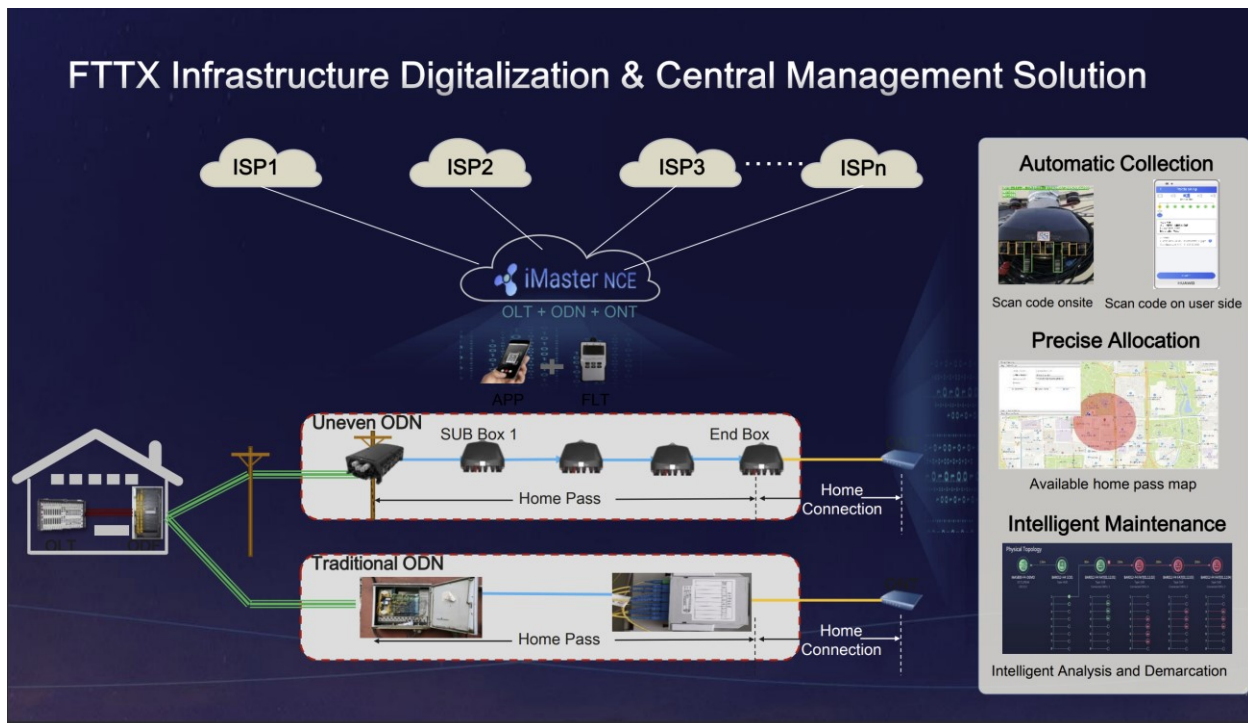 FTTX Infrastructure Digitalization & Central Management Solution
ISP1
ISP2
ISP3
......
ISPn
iMaster NCE
OLT + ODN + ONT
APP
FLT
Uneven ODN
SUB Box 1
End Box
Home Pass
Home
Connection
OLT
Traditional ODN
Home Pass
Home
Connection
Automatic Collection
Scan code onsite
Scan code on user side
Precise Allocation
Available home pass map
Intelligent Maintenance
Physical Topology
Intelligent Analysis and Demarcation